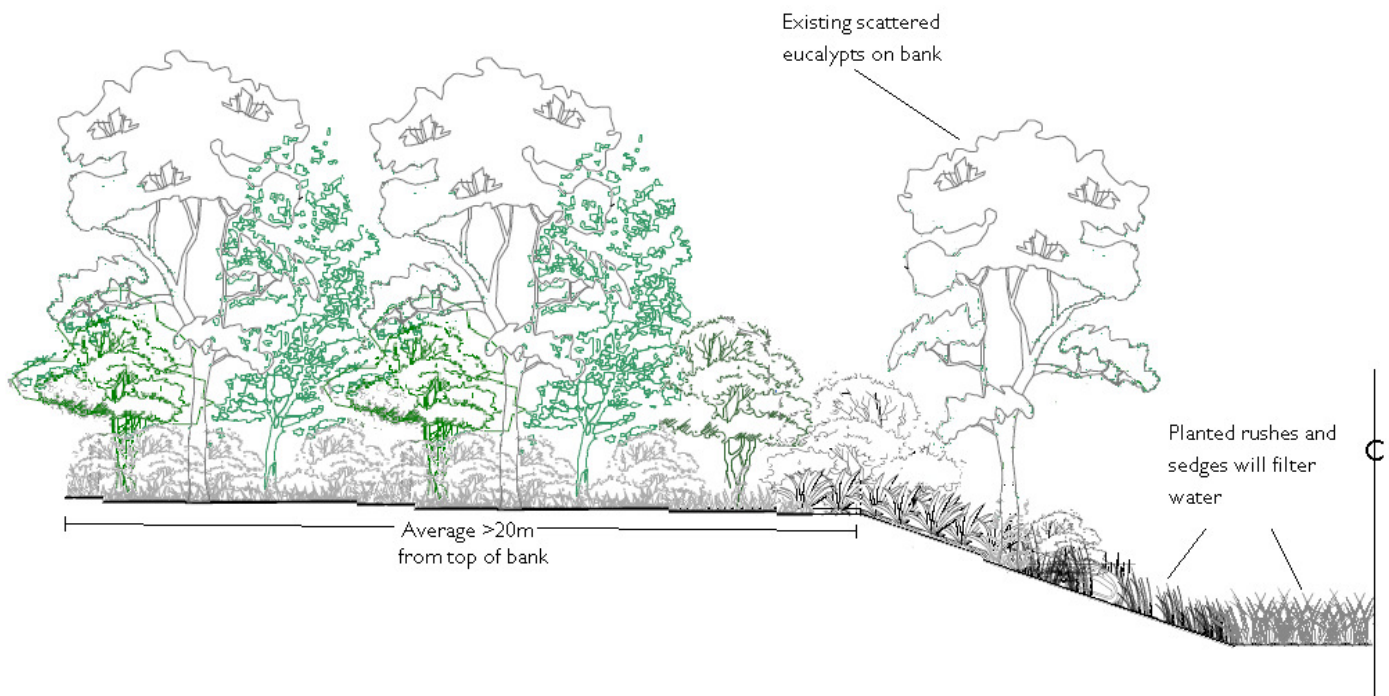 Existing scattered
eucalypts on bank
Planted rushes and
sedges will filter
water
C
Average >20m
from top of bank